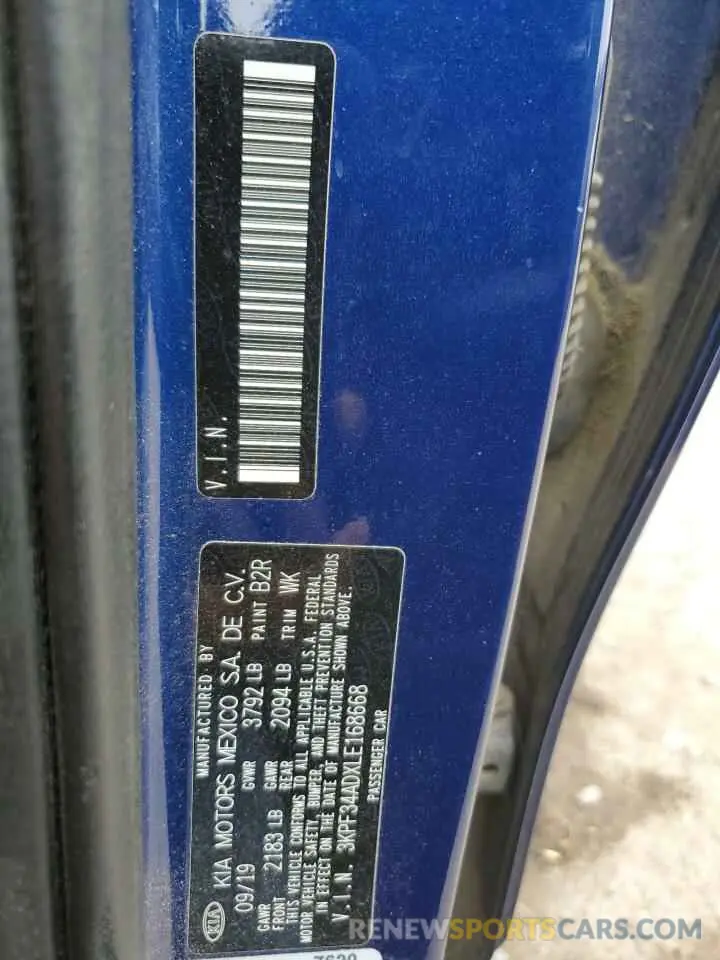 V.I.N.
MANUFACTURED BY
KIA KIA MOTORS MEXICO S.A. DE C.V.
09/19 GVWR 3792 LB PAINT B2R
GAWR FRONT 2183 LB GAWR REAR 2094 LB TRIM WK
THIS VEHICLE CONFORMS TO ALL APPLICABLE U.S.A. FEDERAL
MOTOR VEHICLE SAFETY, BUMPER, AND THEFT PREVENTION STANDARDS
IN EFFECT ON THE DATE OF MANUFACTURE SHOWN ABOVE.
V.I.N. 3KPF34ADXLE168668
PASSENGER CAR
RENEWSPORTSCARS.COM